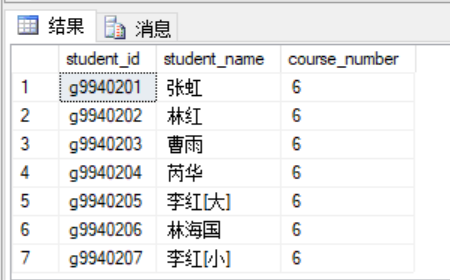 结果 消息
student_id student_name course_number
1 g9940201 张虹 6
2 g9940202 林红 6
3 g9940203 曹雨 6
4 g9940204 芮华 6
5 g9940205 李红[大] 6
6 g9940206 林海国 6
7 g9940207 李红[小] 6